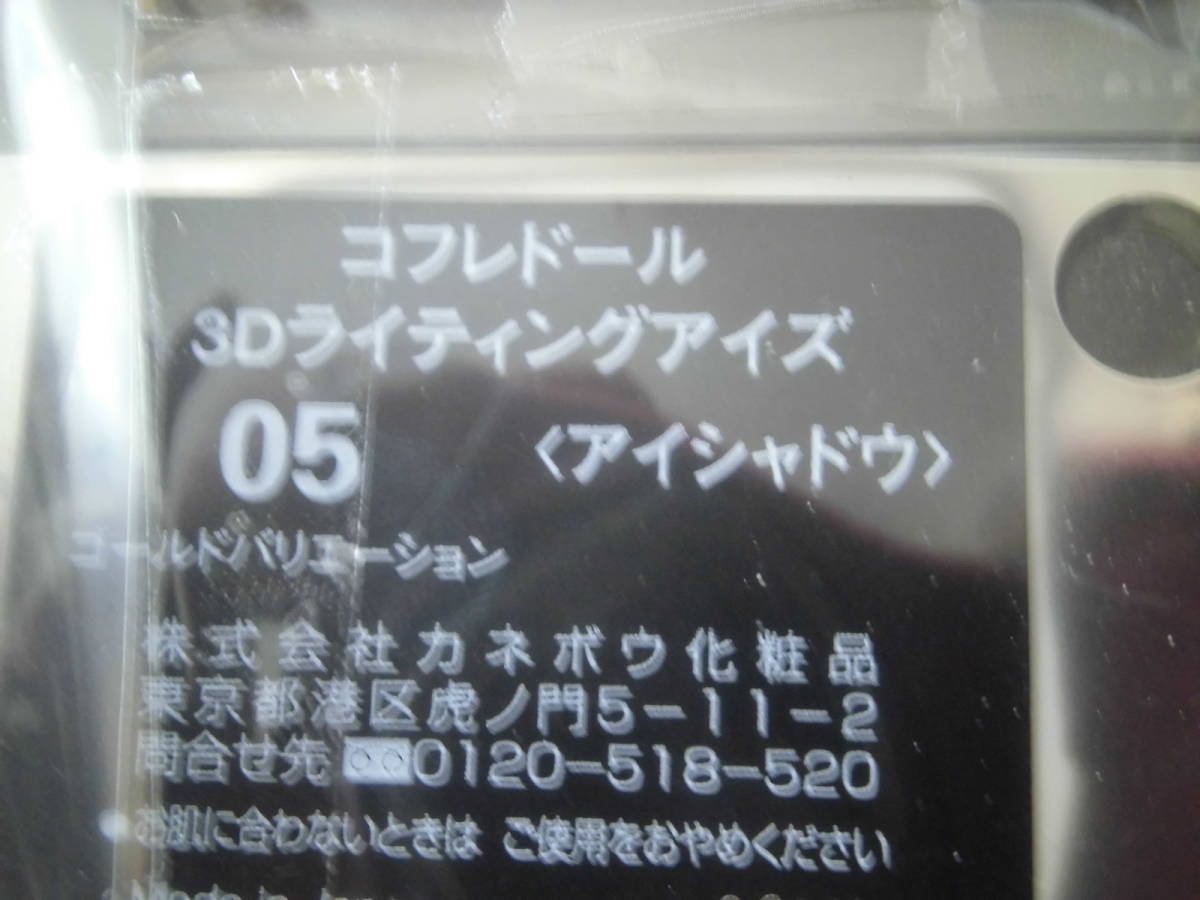 コフレドール
3Dライティングアイズ
05 〈アイシャドウ〉
ゴールドバリエーション
株式会社カネボウ化粧品
東京都港区虎ノ門5-11-2
問合せ先 0120-518-520
●お肌に合わないときは ご使用をおやめください